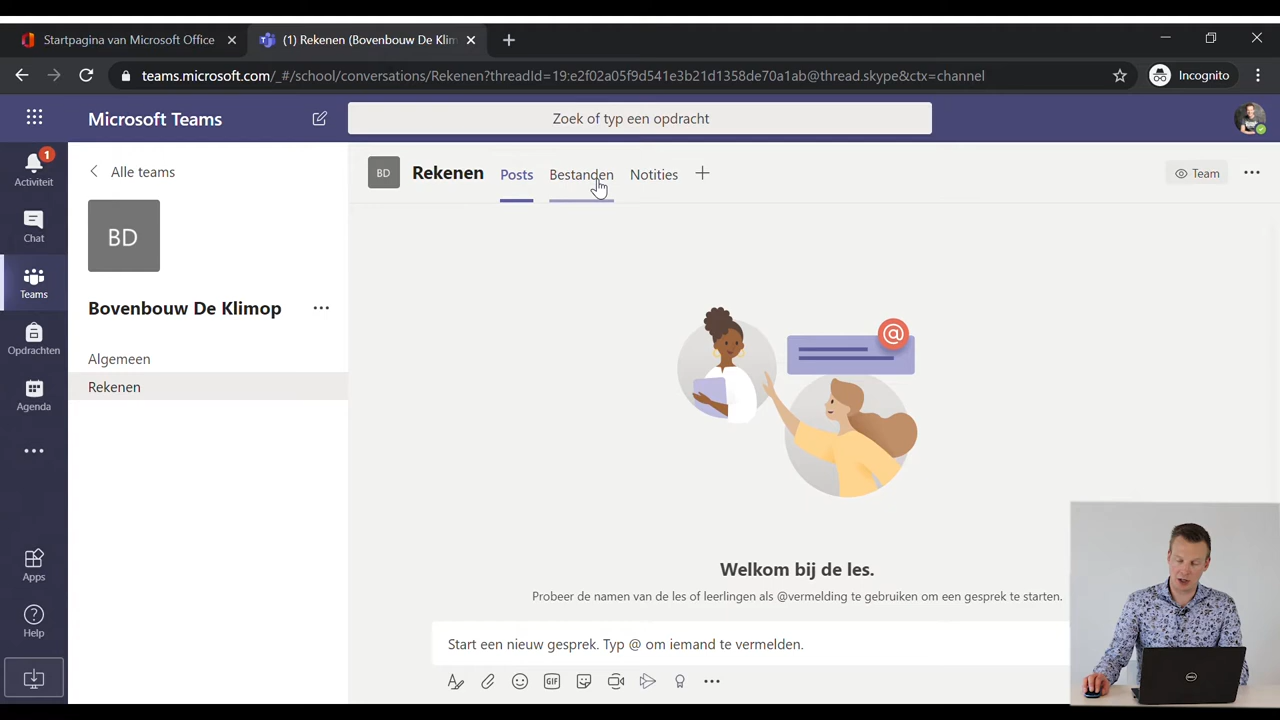 Startpagina van Microsoft Office
(1) Rekenen (Bovenbouw De Klim
teams.microsoft.com/_#/school/conversations/Rekenen?threadId=19:e2f02a05f9d541e3b21d1358de70a1ab@thread.skype&ctx=channel
Incognito
Microsoft Teams
Zoek of typ een opdracht
1
Activiteit
Chat
Teams
Opdrachten
Agenda
Apps
Help
Alle teams
BD
Bovenbouw De Klimop
Algemeen
Rekenen
BD
Rekenen
Posts
Bestanden
Notities
Team
@
Welkom bij de les.
Probeer de namen van de les of leerlingen als @vermelding te gebruiken om een gesprek te starten.
Start een nieuw gesprek. Typ @ om iemand te vermelden.
GIF
DELL